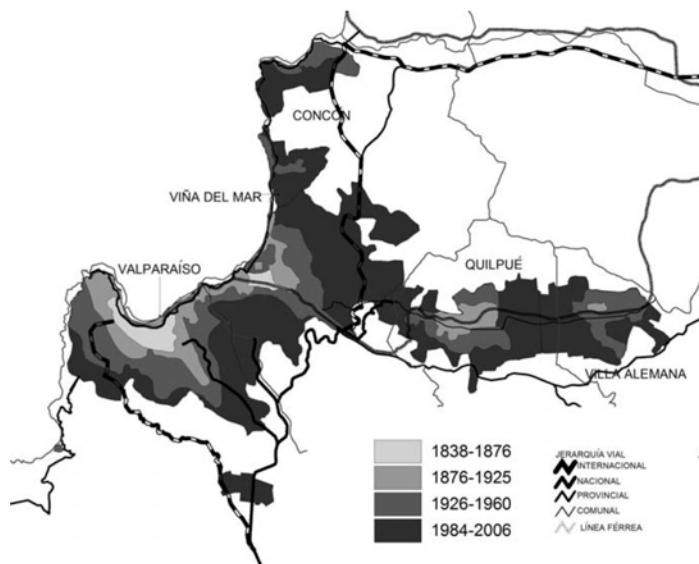 CONCÓN
VIÑA DEL MAR
VALPARAÍSO
QUILPUÉ
VILLA ALEMANA
1838-1876
1876-1925
1926-1960
1984-2006
JERARQUÍA VIAL
INTERNACIONAL
NACIONAL
PROVINCIAL
COMUNAL
LÍNEA FÉRREA